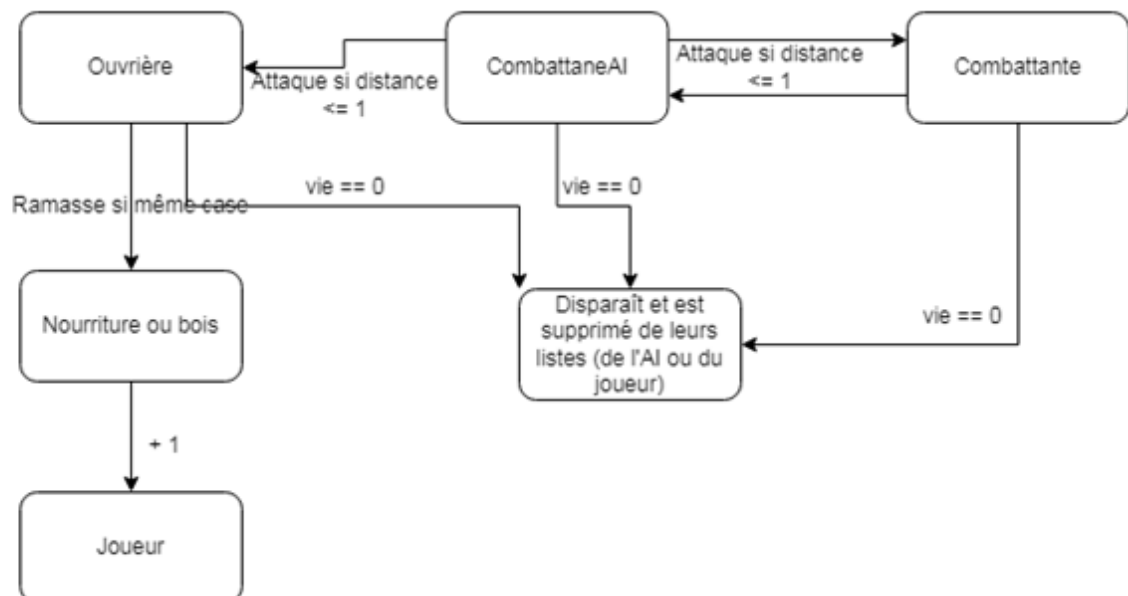 Ouvrière
CombattaneAI
Combattante
Attaque si distance
<= 1
Attaque si distance
<= 1
vie == 0
vie == 0
Ramasse si même case
Nourriture ou bois
Disparaît et est
supprimé de leurs
listes (de l'AI ou du
joueur)
vie == 0
+ 1
Joueur